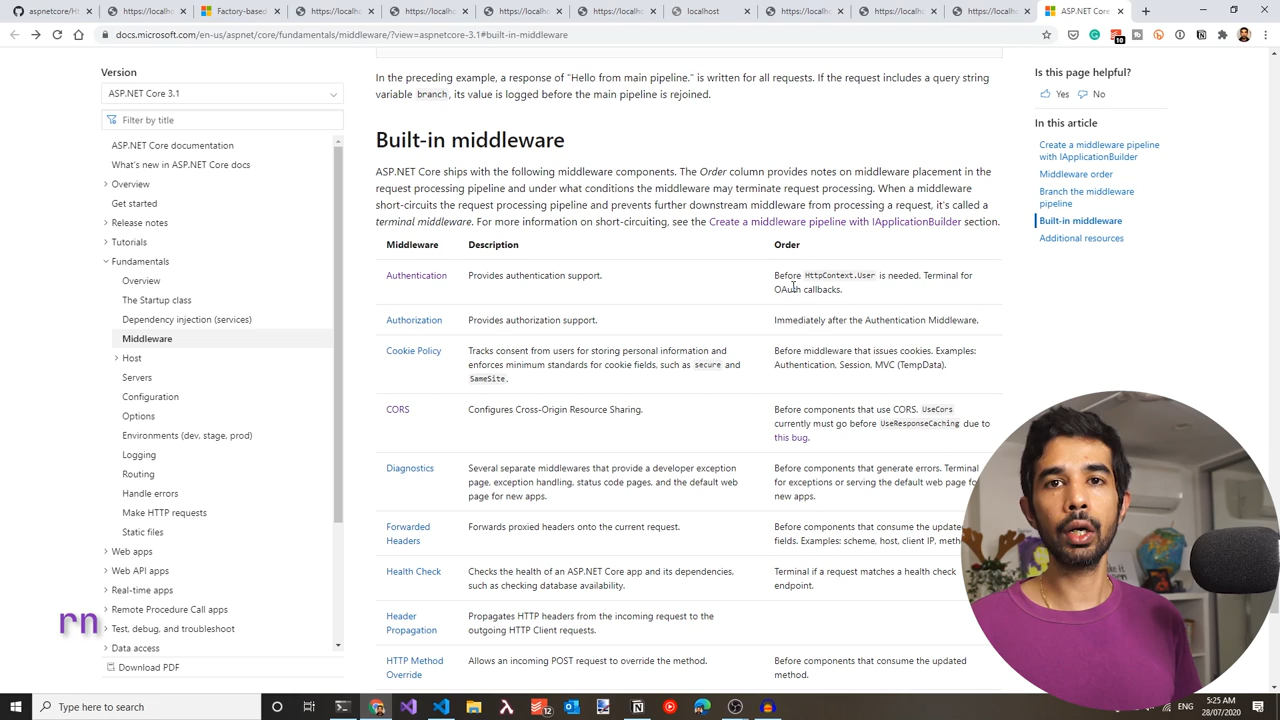 aspnetcore/Ht
https://localho
Factory-based
https://localho
https://localho
https://localho
https://localho
localhost
https://localho
https://localho
https://localho
ASP.NET Core
docs.microsoft.com/en-us/aspnet/core/fundamentals/middleware/?view=aspnetcore-3.1#built-in-middleware
10
Version
ASP.NET Core 3.1
Filter by title
ASP.NET Core documentation
What's new in ASP.NET Core docs
Overview
Get started
Release notes
Tutorials
Fundamentals
Overview
The Startup class
Dependency injection (services)
Middleware
Host
Servers
Configuration
Options
Environments (dev, stage, prod)
Logging
Routing
Handle errors
Make HTTP requests
Static files
Web apps
Web API apps
Real-time apps
Remote Procedure Call apps
Test, debug, and troubleshoot
Data access
Download PDF
rn
In the preceding example, a response of "Hello from main pipeline." is written for all requests. If the request includes a query string
variable branch, its value is logged before the main pipeline is rejoined.
Built-in middleware
ASP.NET Core ships with the following middleware components. The Order column provides notes on middleware placement in the
request processing pipeline and under what conditions the middleware may terminate request processing. When a middleware
short-circuits the request processing pipeline and prevents further downstream middleware from processing a request, it's called a
terminal middleware. For more information on short-circuiting, see the Create a middleware pipeline with IApplicationBuilder section.
Middleware Description Order
Authentication Provides authentication support. Before HttpContext.User is needed. Terminal for
OAuth callbacks.
Authorization Provides authorization support. Immediately after the Authentication Middleware.
Cookie Policy Tracks consent from users for storing personal information and Before middleware that issues cookies. Examples:
enforces minimum standards for cookie fields, such as secure and Authentication, Session, MVC (TempData).
SameSite.
CORS Configures Cross-Origin Resource Sharing. Before components that use CORS. UseCors
currently must go before UseResponseCaching due to
this bug.
Diagnostics Several separate middlewares that provide a developer exception Before components that generate errors. Terminal
page, exception handling, status code pages, and the default web for exceptions or serving the default web page for
page for new apps. new apps.
Forwarded Forwards proxied headers onto the current request. Before components that consume the updated
Headers fields. Examples: scheme, host, client IP, meth
Health Check Checks the health of an ASP.NET Core app and its dependencies, Terminal if a request matches a health check
such as checking database availability. endpoint.
Header Propagates HTTP headers from the incoming request to the
Propagation outgoing HTTP Client requests.
HTTP Method Allows an incoming POST request to override the method. Before components that consume the updated
Override method.
Is this page helpful?
Yes No
In this article
Create a middleware pipeline
with IApplicationBuilder
Middleware order
Branch the middleware
pipeline
Built-in middleware
Additional resources
Type here to search
12
ENG
5:25 AM
28/07/2020